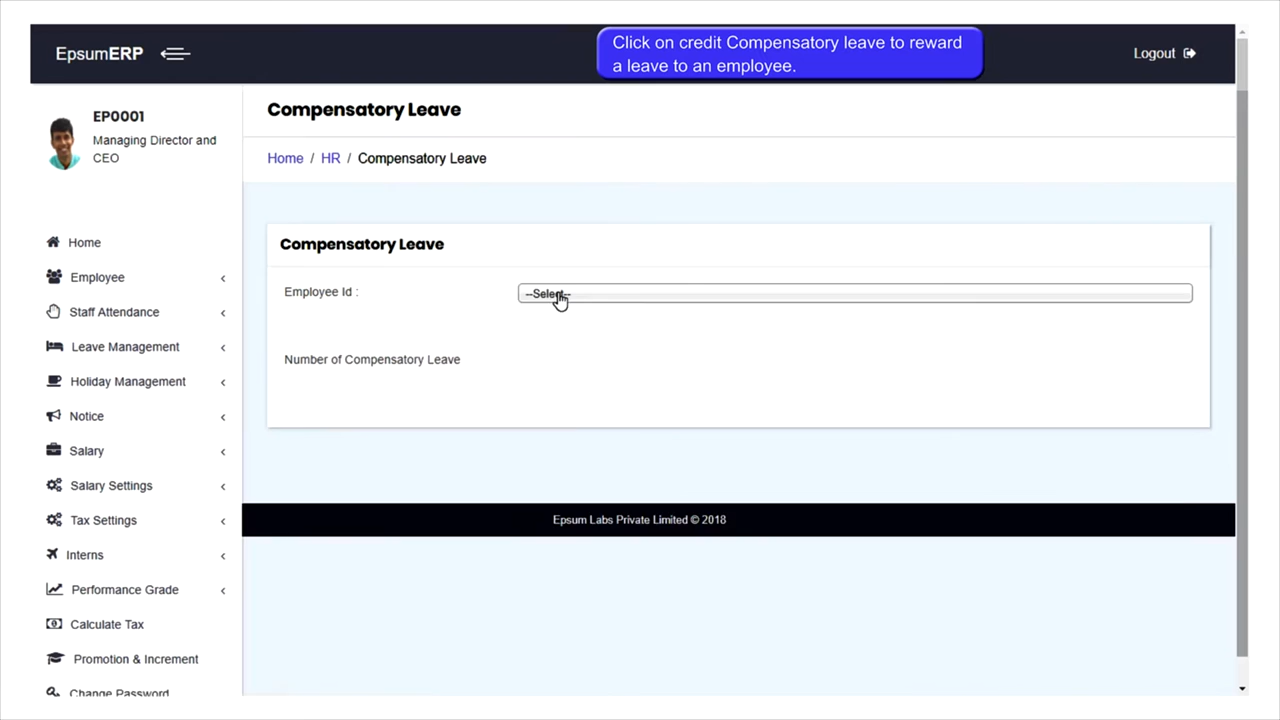 EpsumERP
Click on credit Compensatory leave to reward
a leave to an employee.
Logout
EP0001
Managing Director and
CEO
Compensatory Leave
Home / HR / Compensatory Leave
Home
Employee
Staff Attendance
Leave Management
Holiday Management
Notice
Salary
Salary Settings
Tax Settings
Interns
Performance Grade
Calculate Tax
Promotion & Increment
Change Password
Compensatory Leave
Employee Id :
--Select--
Number of Compensatory Leave
Epsum Labs Private Limited © 2018